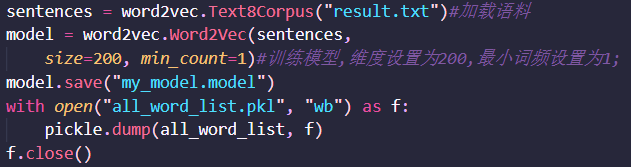 sentences = word2vec.Text8Corpus("result.txt")#加载语料
model = word2vec.Word2Vec(sentences,
    size=200, min_count=1)#训练模型,维度设置为200,最小词频设置为1;
model.save("my_model.model")
with open("all_word_list.pkl", "wb") as f:
    pickle.dump(all_word_list, f)
f.close()